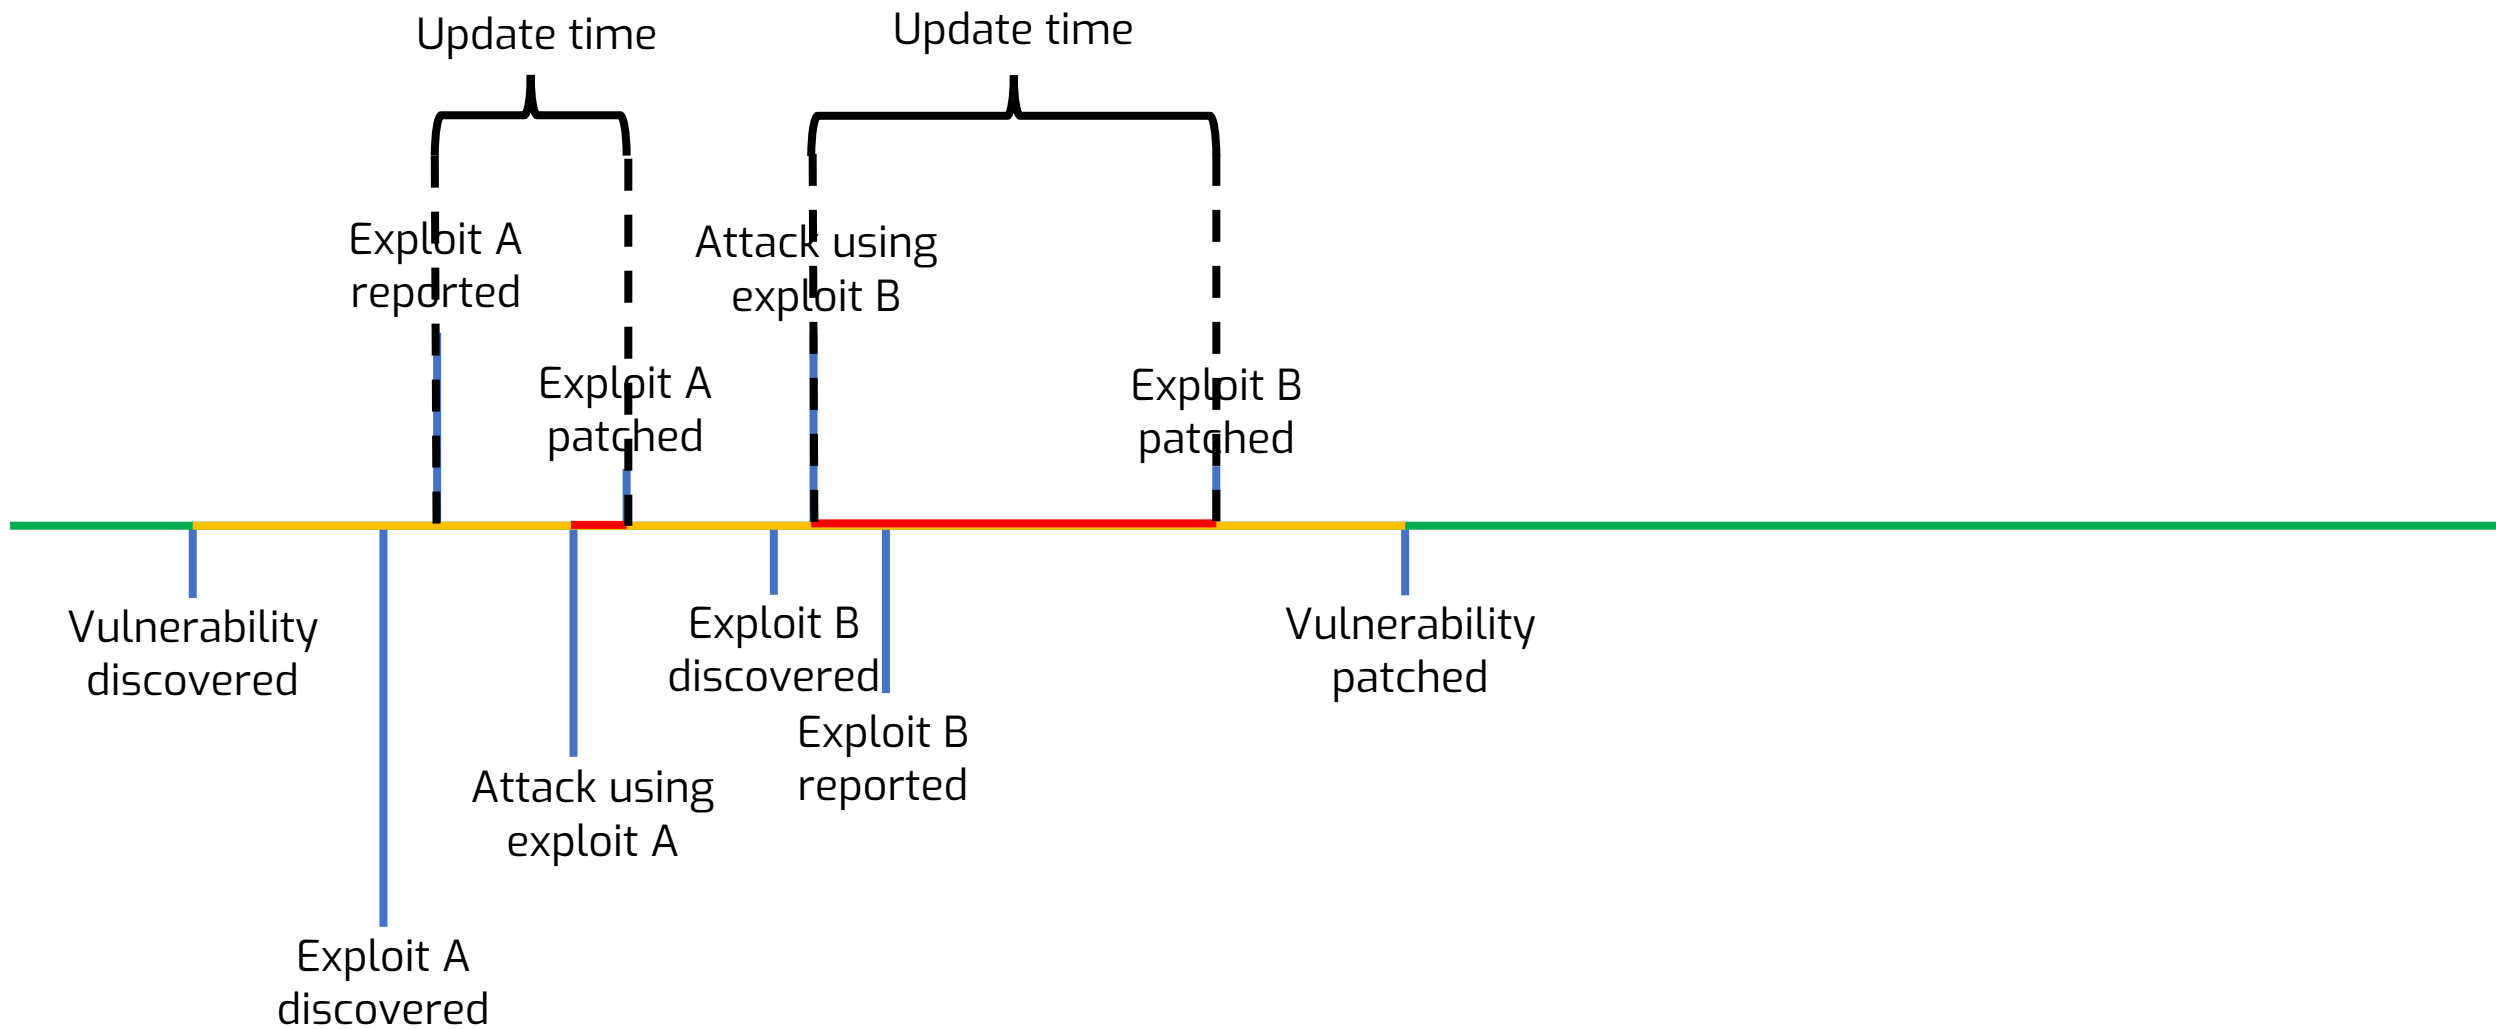 Update time
Update time
Exploit A
reported
Attack using
exploit B
Exploit A
patched
Exploit B
patched
Vulnerability
discovered
Exploit B
discovered
Vulnerability
patched
Exploit B
reported
Attack using
exploit A
Exploit A
discovered